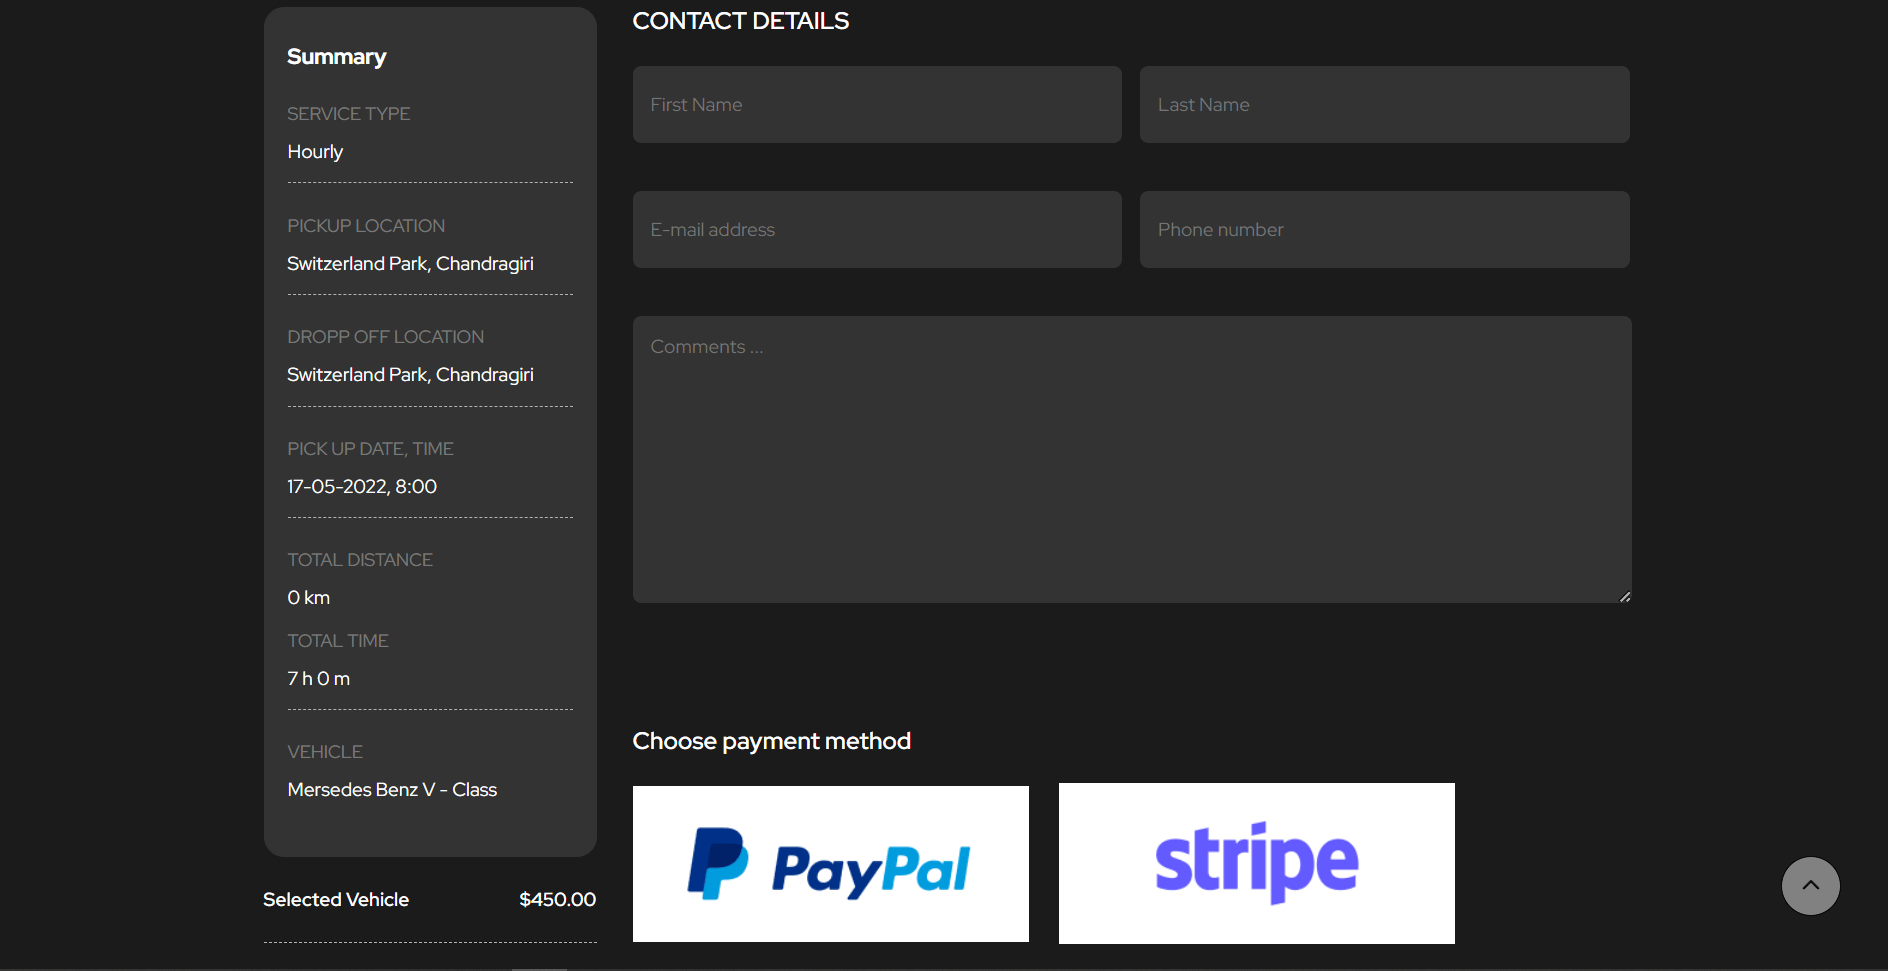 Summary
SERVICE TYPE
Hourly
PICKUP LOCATION
Switzerland Park, Chandragiri
DROPP OFF LOCATION
Switzerland Park, Chandragiri
PICK UP DATE, TIME
17-05-2022, 8:00
TOTAL DISTANCE
0 km
TOTAL TIME
7 h 0 m
VEHICLE
Mersedes Benz V - Class
Selected Vehicle $450.00
CONTACT DETAILS
First Name Last Name
E-mail address Phone number
Comments ...
Choose payment method
PayPal stripe